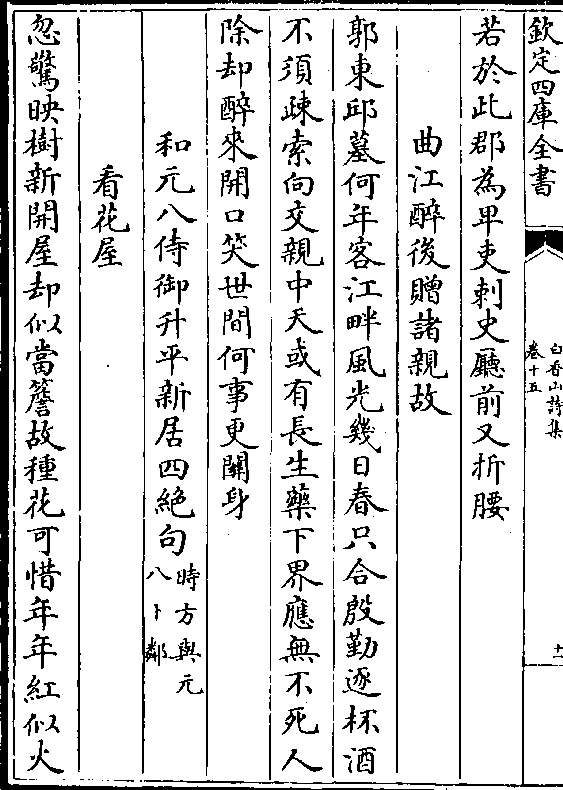 欽定四庫全書
白香山詩集
卷十五
十一
若於此郡為卑吏刺史廳前又折腰
曲江醉後贈諸親故
郭東邱墓何年客江畔風光幾日春只合殷勤逐杯酒
不須疎索向交親中天或有長生藥下界應無不死人
除却醉來開口笑世間何事更關身
和元八侍御升平新居四絶句時方與元八卜鄰
看花屋
忽驚映樹新開屋却似當簷故種花可惜年年紅似火